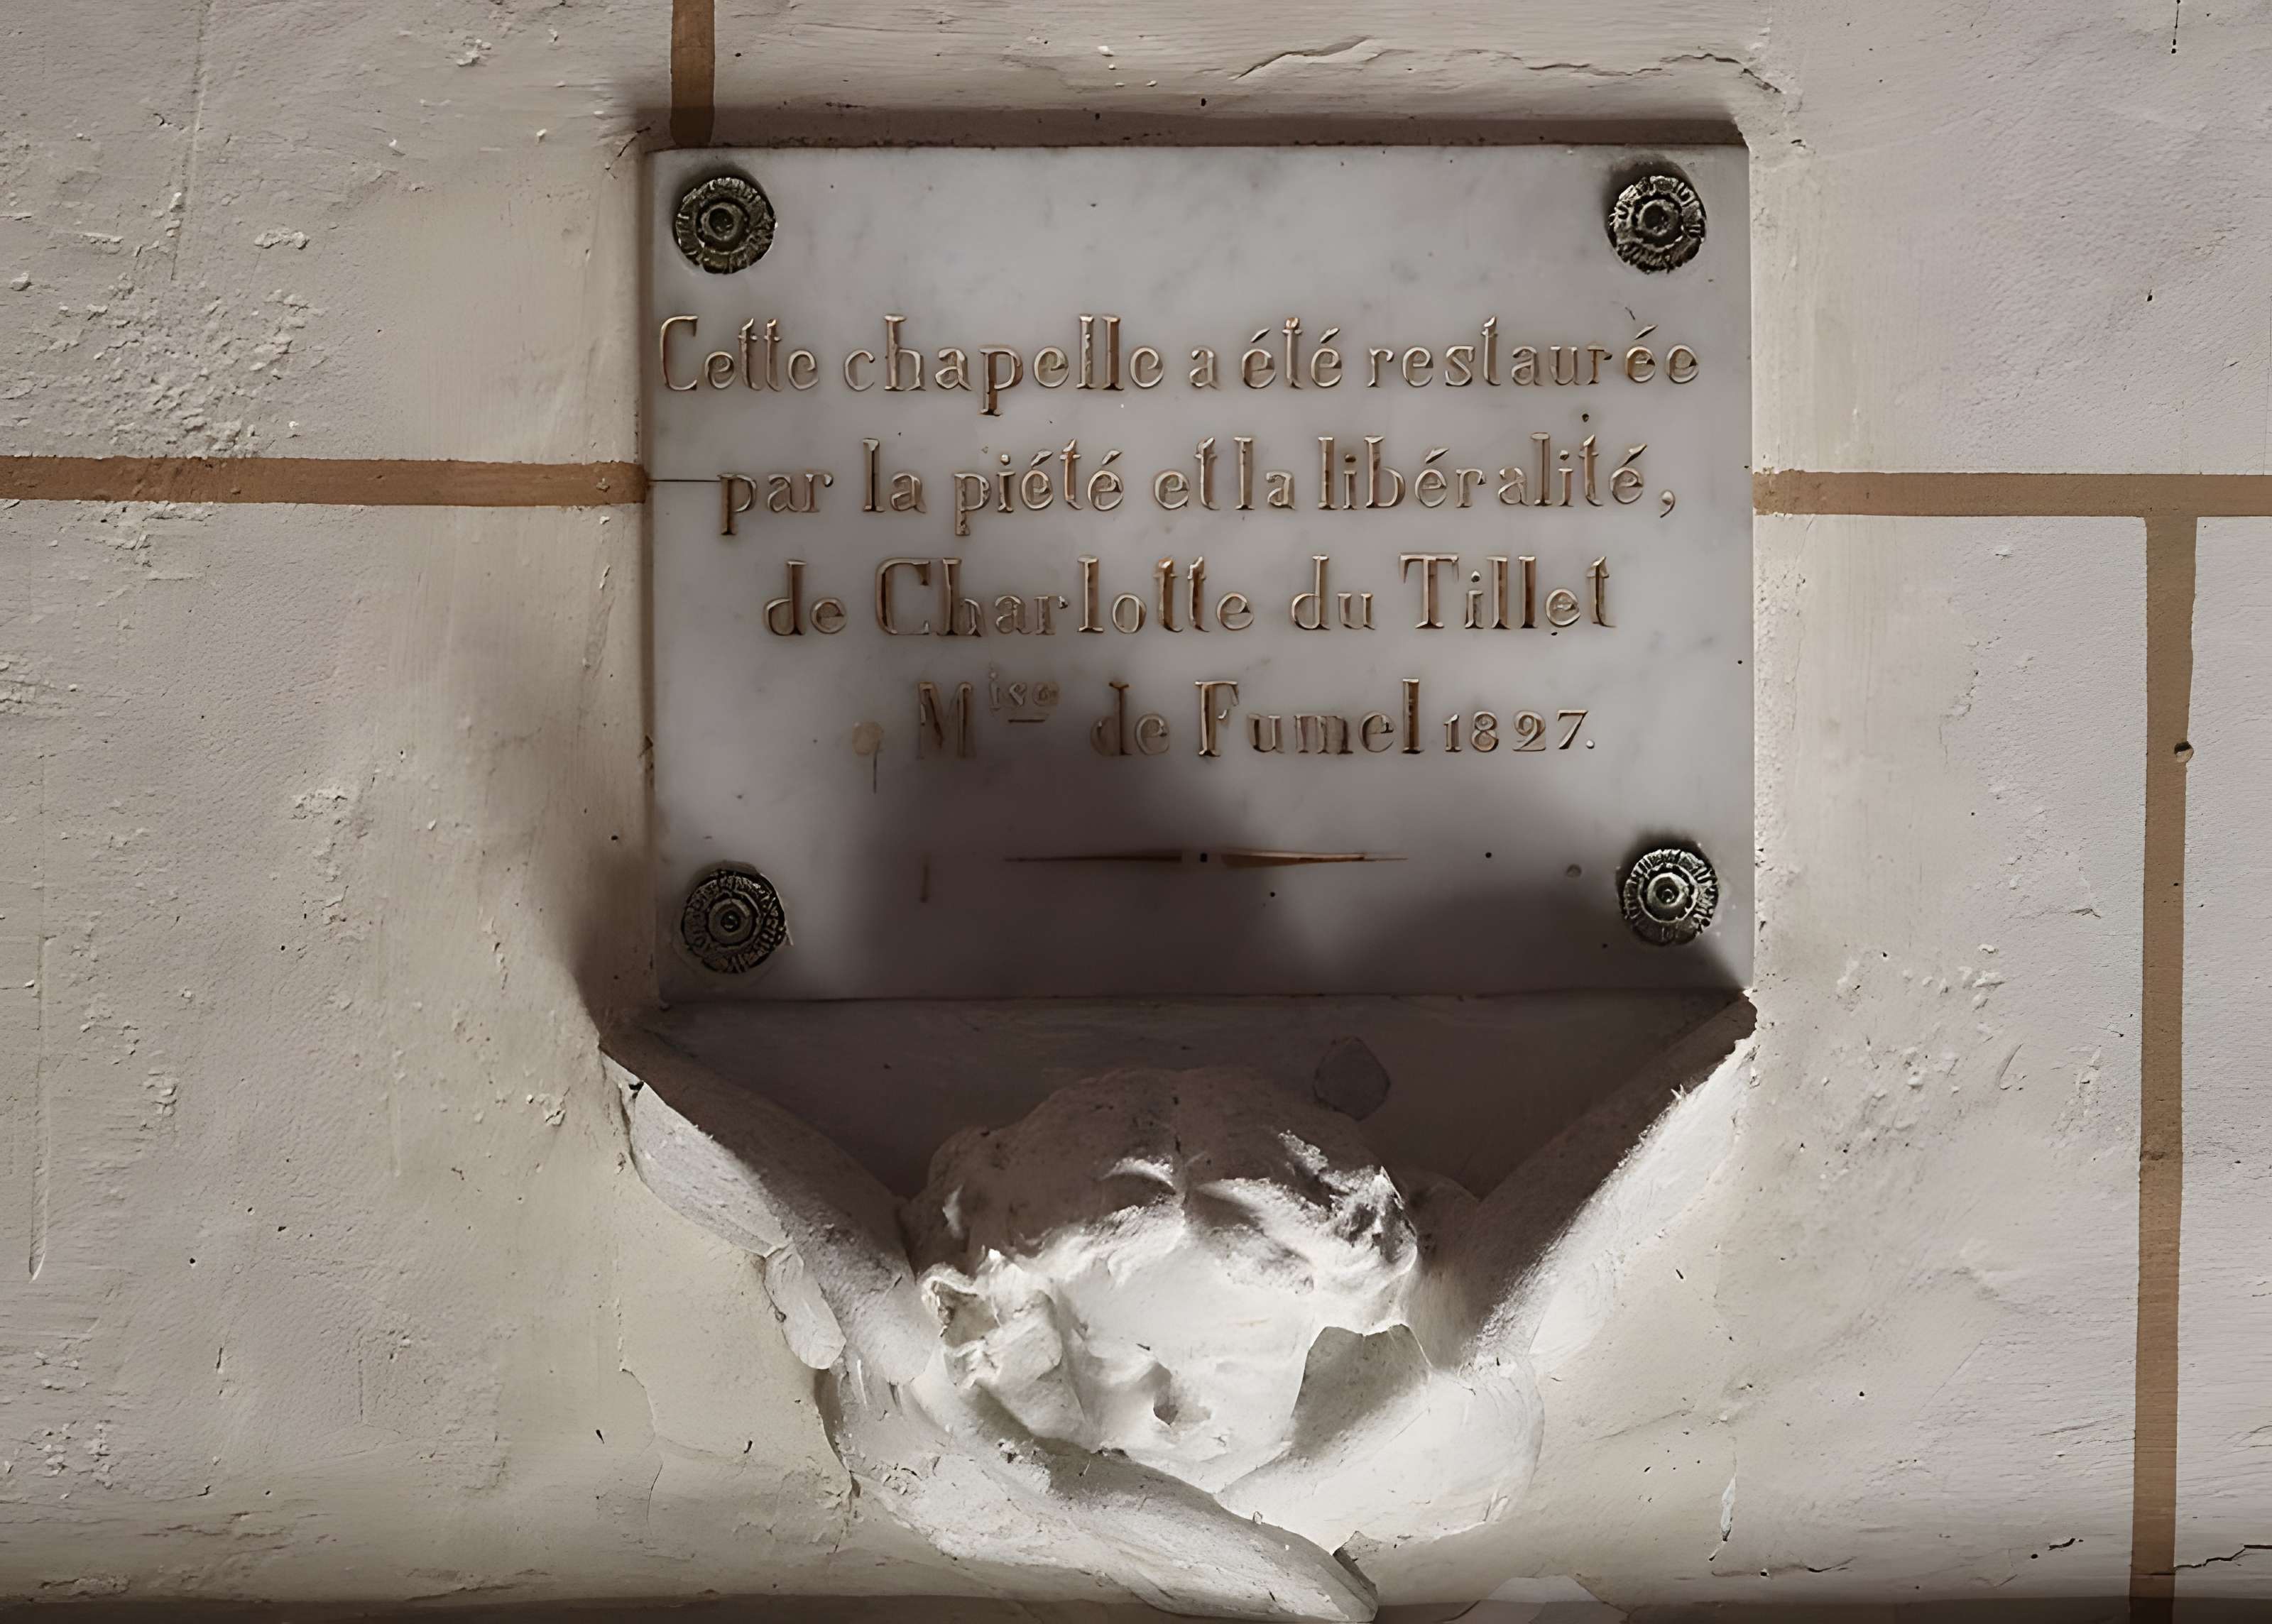 Cette chapelle a été restaurée
par la piété et la libéralité,
de Charlotte du Tillet
Mise de Fumel 1827.